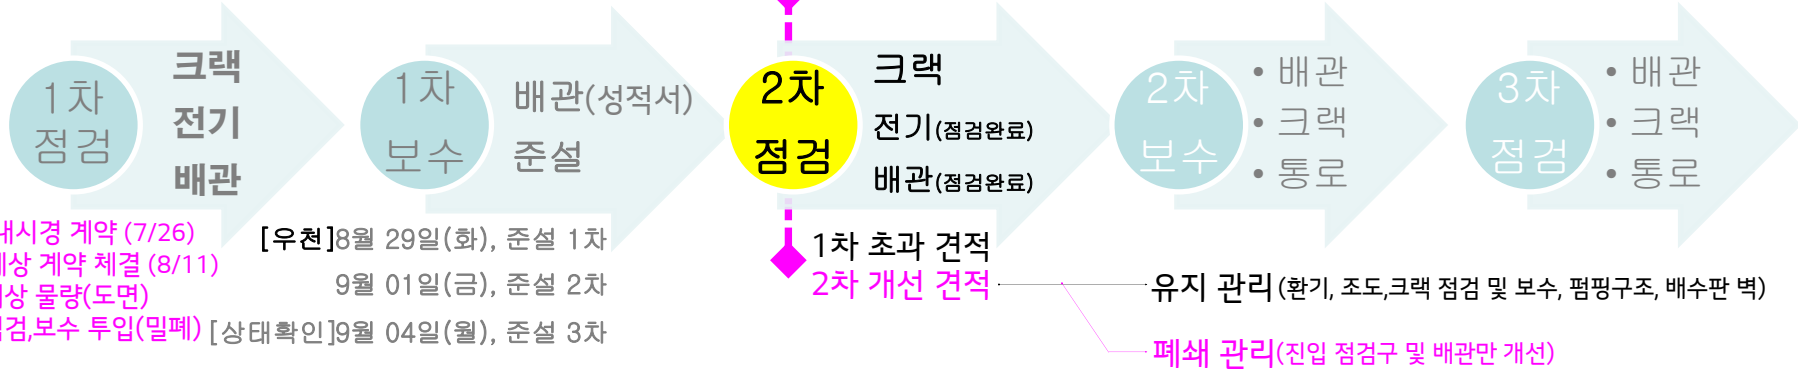 1차
점검
크랙
전기
배관
1차
보수
배관(성적서)
준설
2차
점검
크랙
전기(점검완료)
배관(점검완료)
2차
보수
• 배관
• 크랙
• 통로
3차
점검
• 배관
• 크랙
• 통로
내시경 계약 (7/26)
계약 체결 (8/11)
물량(도면)
투입(밀폐)
[우천]8월 29일(화), 준설 1차
9월 01일(금), 준설 2차
[상태확인]9월 04일(월), 준설 3차
1차 초과 견적
2차 개선 견적
유지 관리(환기, 조도,크랙 점검 및 보수, 펌핑구조, 배수판 벽)
폐쇄 관리(진입 점검구 및 배관만 개선)